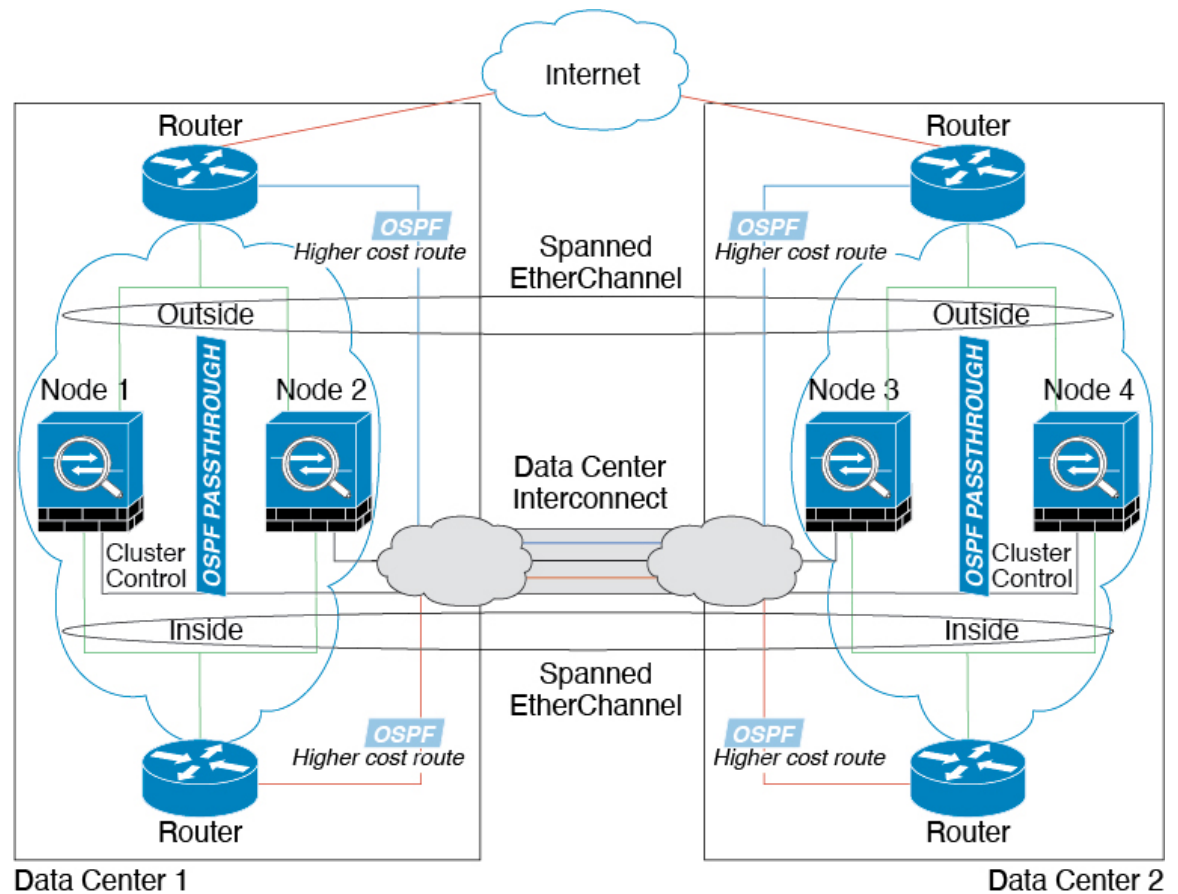 Internet
Router
Router
OSPF
Higher cost route
Spanned
EtherChannel
OSPF
Higher cost route
Outside
Outside
Node 1
OSPF PASSTHROUGH
Node 2
Node 3
OSPF PASSTHROUGH
Node 4
Data Center
Interconnect
Cluster
Control
Cluster
Control
Inside
Inside
Spanned
EtherChannel
OSPF
Higher cost route
OSPF
Higher cost route
Router
Router
Data Center 1
Data Center 2